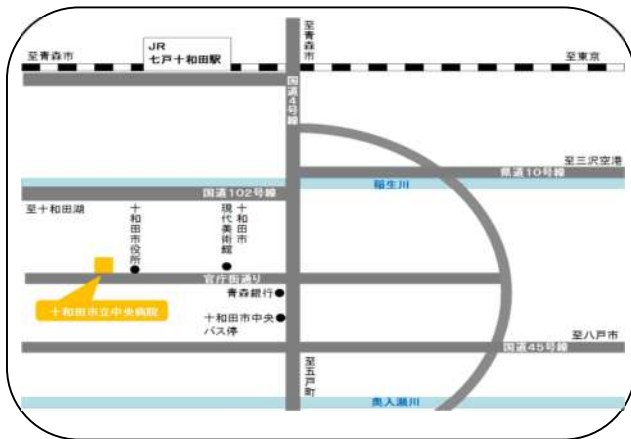 至青森市
JR
七戸十和田駅
至青森市
至東京
国道4号線
至三沢空港
県道10号線
稲生川
国道102号線
至十和田湖
十和田市役所
十和田市
現代美術館
官庁街通り
青森銀行
十和田市立中央病院
十和田市中央
バス停
至八戸市
国道45号線
至五戸町
奥入瀬川